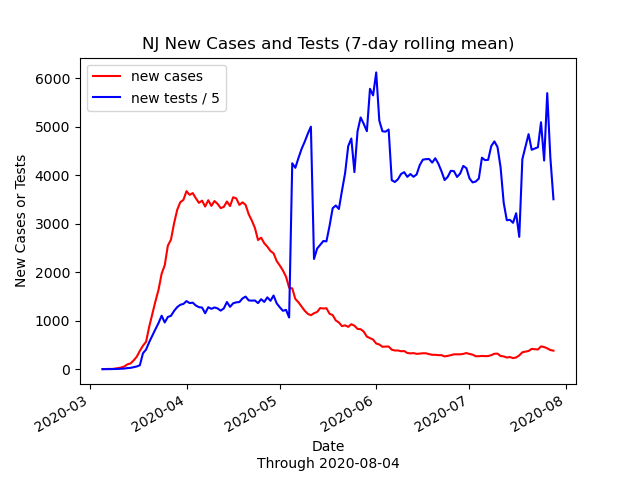 NJ New Cases and Tests (7-day rolling mean)
new cases
new tests / 5
New Cases or Tests
6000
5000
4000
3000
2000
1000
0
2020-03
2020-04
2020-05
2020-06
2020-07
2020-08
Date
Through 2020-08-04